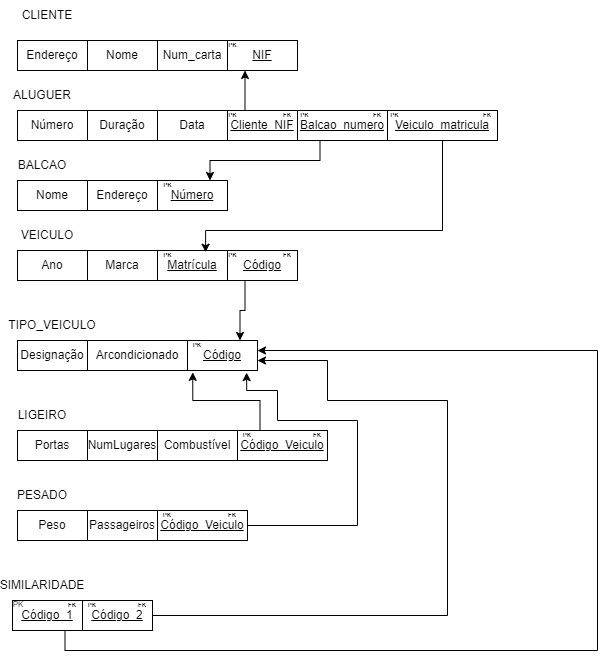 CLIENTE
PK
Endereço Nome Num_carta NIF
ALUGUER
PK FK PK FK PK FK
Número Duração Data Cliente_NIF Balcao_numero Veiculo_matricula
BALCAO
PK
Nome Endereço Número
VEICULO
PK PK FK
Ano Marca Matrícula Código
TIPO_VEICULO
PK
Designação Arcondicionado Código
LIGEIRO
PK FK
Portas NumLugares Combustível Código_Veiculo
PESADO
PK FK
Peso Passageiros Código_Veiculo
SIMILARIDADE
PK FK PK FK
Código_1 Código_2